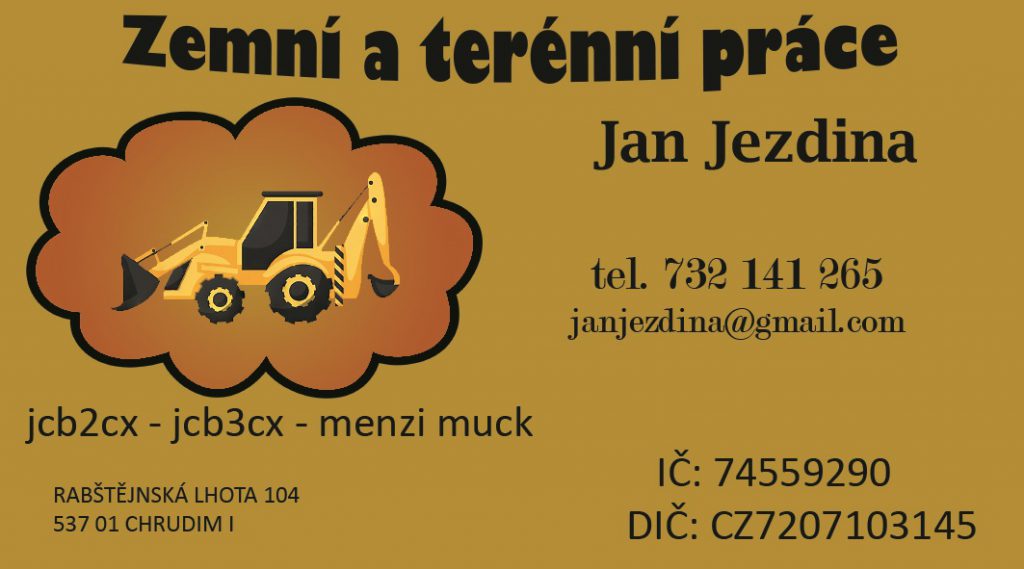 Zemní a terénní práce
Jan Jezdina
tel. 732 141 265
janjezdina@gmail.com
jcb2cx - jcb3cx - menzi muck
RABŠTĚJNSKÁ LHOTA 104
537 01 CHRUDIM I
IČ: 74559290
DIČ: CZ7207103145